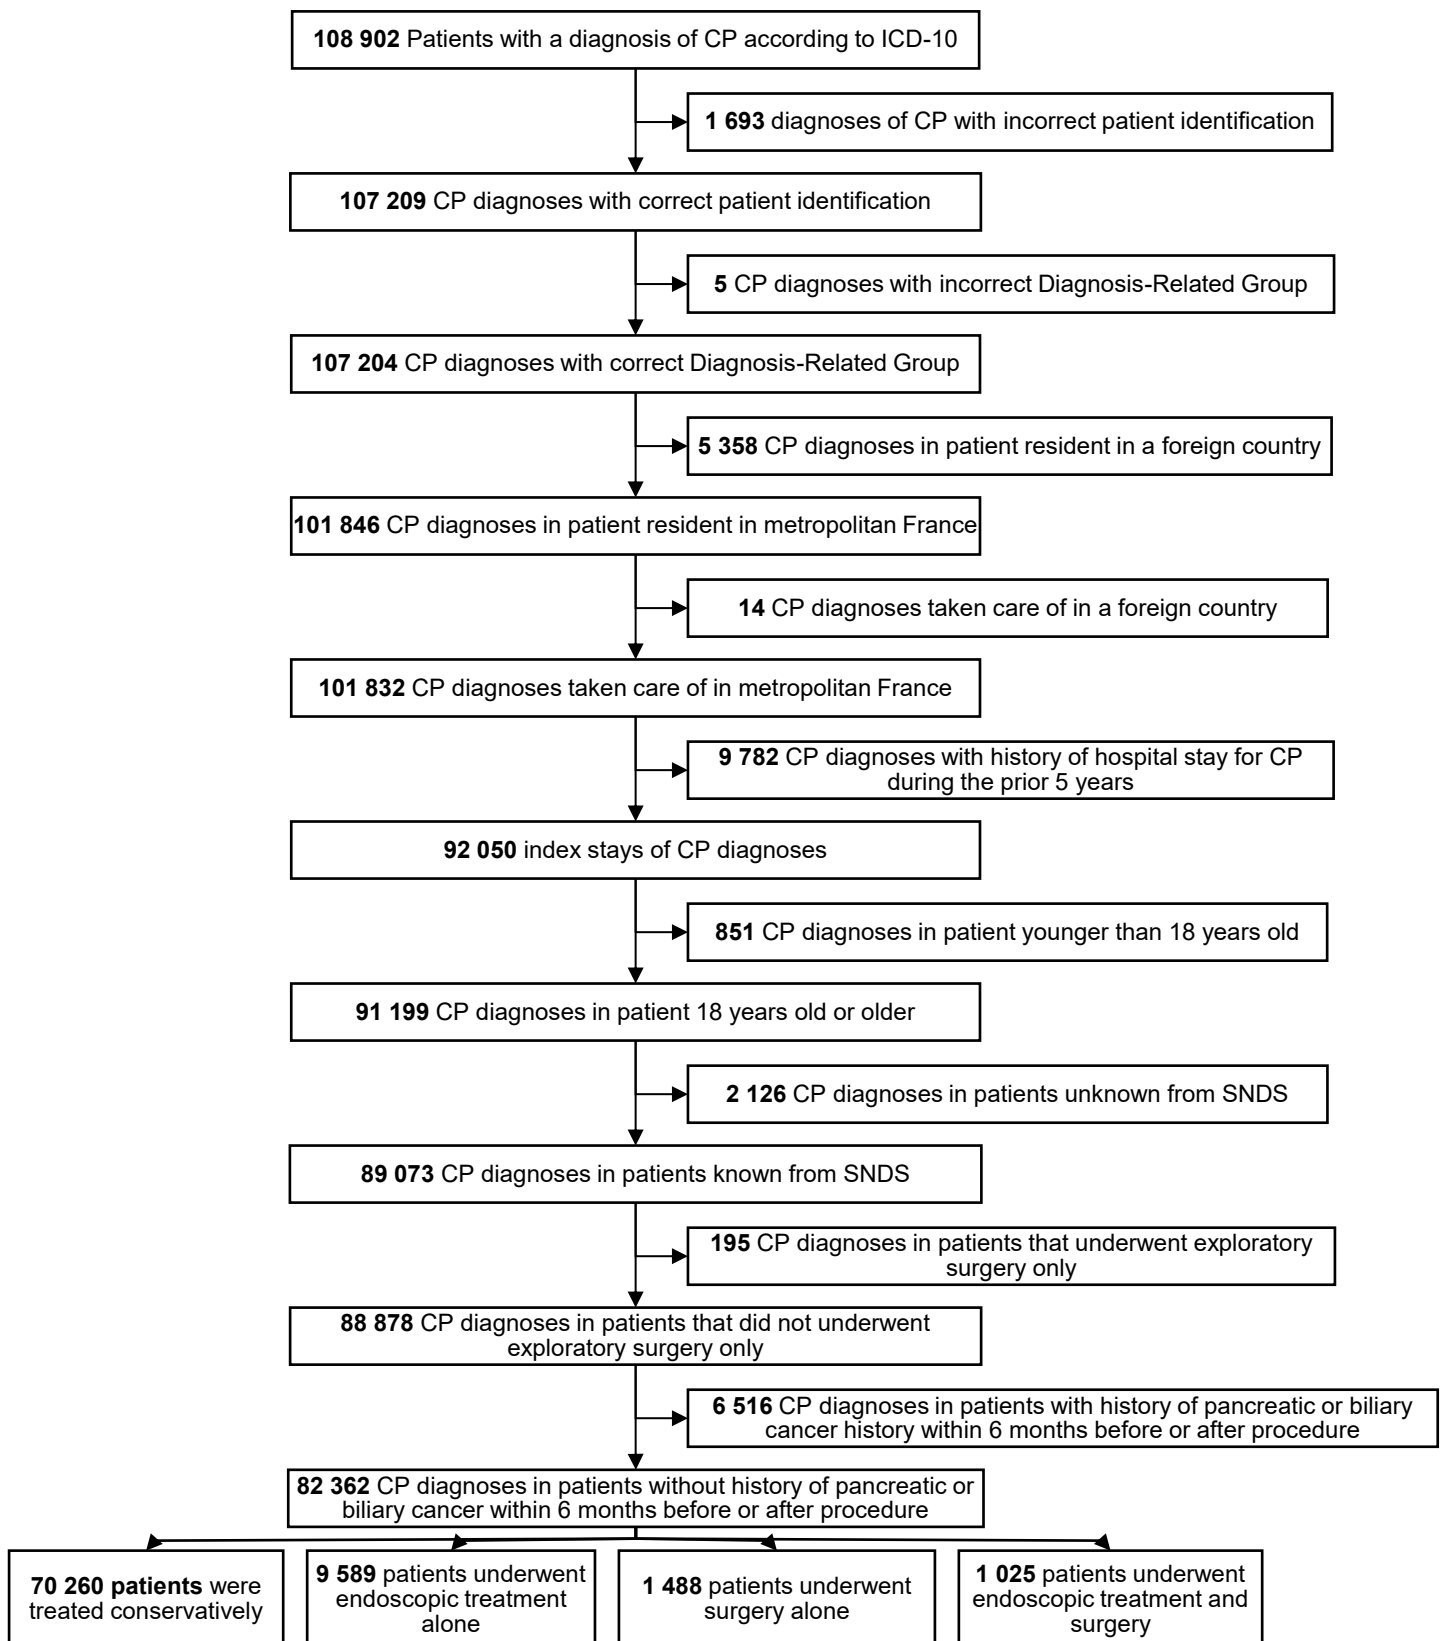 108 902 Patients with a diagnosis of CP according to ICD-10
1 693 diagnoses of CP with incorrect patient identification
107 209 CP diagnoses with correct patient identification
5 CP diagnoses with incorrect Diagnosis-Related Group
107 204 CP diagnoses with correct Diagnosis-Related Group
5 358 CP diagnoses in patient resident in a foreign country
101 846 CP diagnoses in patient resident in metropolitan France
14 CP diagnoses taken care of in a foreign country
101 832 CP diagnoses taken care of in metropolitan France
9 782 CP diagnoses with history of hospital stay for CP
during the prior 5 years
92 050 index stays of CP diagnoses
851 CP diagnoses in patient younger than 18 years old
91 199 CP diagnoses in patient 18 years old or older
2 126 CP diagnoses in patients unknown from SNDS
89 073 CP diagnoses in patients known from SNDS
195 CP diagnoses in patients that underwent exploratory
surgery only
88 878 CP diagnoses in patients that did not underwent
exploratory surgery only
6 516 CP diagnoses in patients with history of pancreatic or biliary
cancer history within 6 months before or after procedure
82 362 CP diagnoses in patients without history of pancreatic or
biliary cancer within 6 months before or after procedure
70 260 patients were
treated conservatively
9 589 patients underwent
endoscopic treatment
alone
1 488 patients underwent
surgery alone
1 025 patients underwent
endoscopic treatment and
surgery